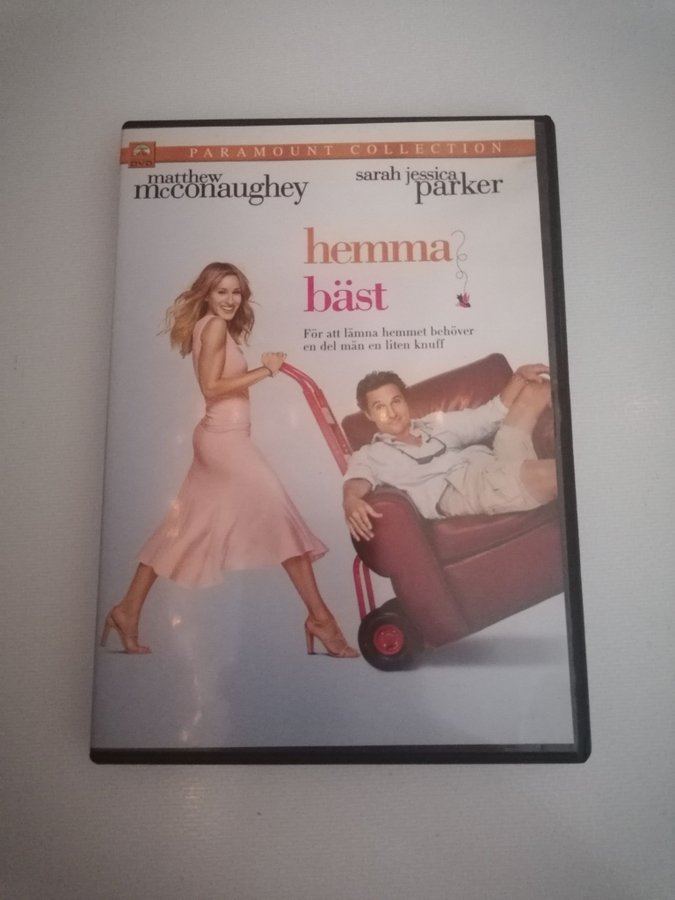 PARAMOUNT COLLECTION
DVD
matthew sarah jessica
mcconaughey parker
hemma
bäst
För att lämna hemmet behöver
en del män en liten knuff